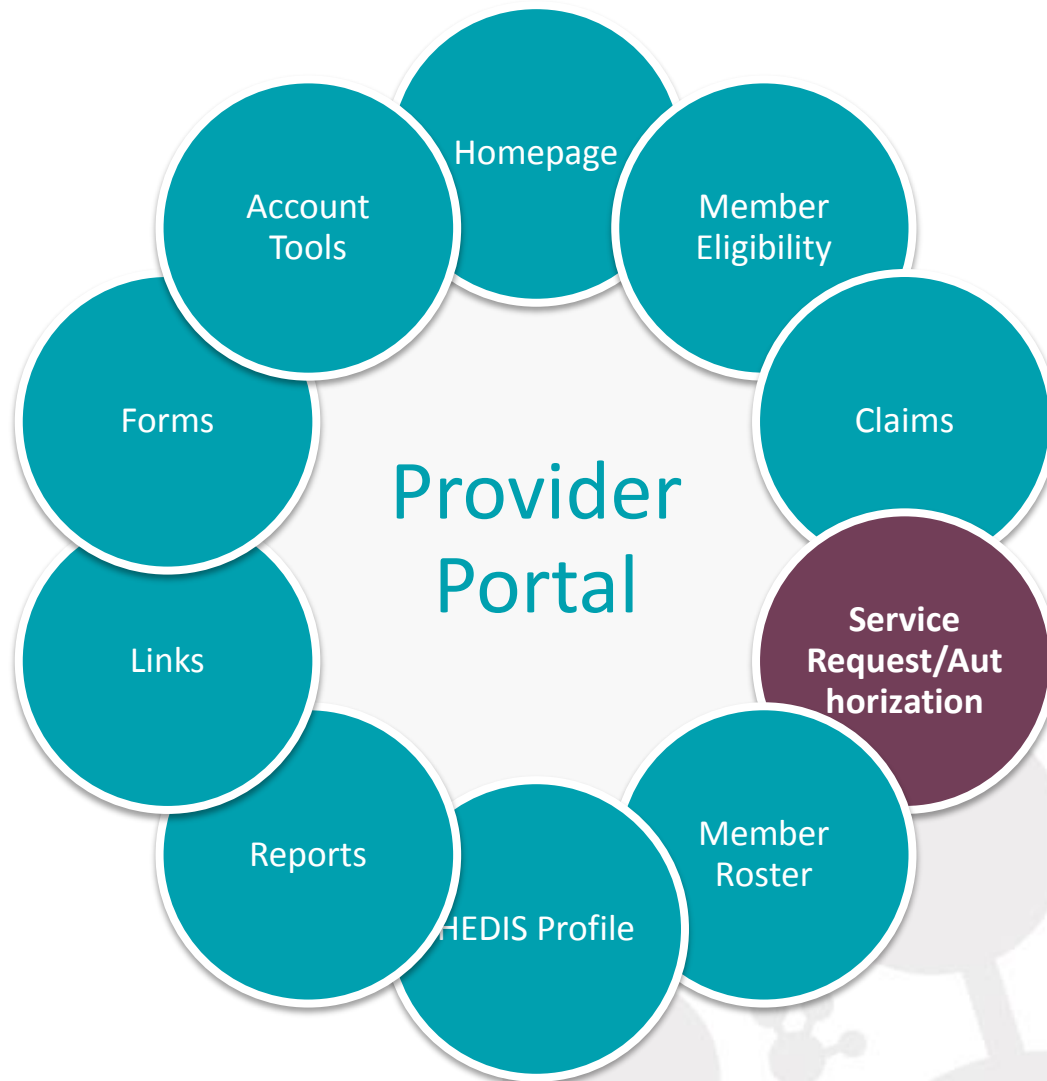 Homepage
Member
Eligibility
Claims
Service
Request/Aut
horization
Member
Roster
HEDIS Profile
Reports
Links
Forms
Account
Tools
Provider
Portal